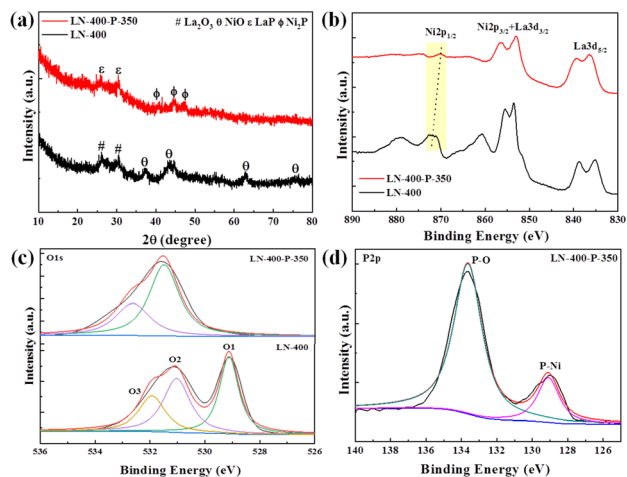 (a)
LN-400-P-350
LN-400
# La₂O₃ θ NiO ε LaP ϕ Ni₂P
ε
ε
ϕ
ϕ
ϕ
#
#
θ
θ
θ
θ
Intensity (a.u.)
10 20 30 40 50 60 70 80
2θ (degree)
(b)
Ni2p₁/₂
Ni2p₃/₂+La3d₃/₂
La3d₅/₂
LN-400-P-350
LN-400
Intensity (a.u.)
890 880 870 860 850 840 830
Binding Energy (eV)
(c)
O1s
LN-400-P-350
LN-400
O3
O2
O1
Intensity (a.u.)
536 534 532 530 528 526
Binding Energy (eV)
(d)
P2p
P-O
LN-400-P-350
P-Ni
Intensity (a.u.)
140 138 135 133 130 128 126
Binding Energy (eV)